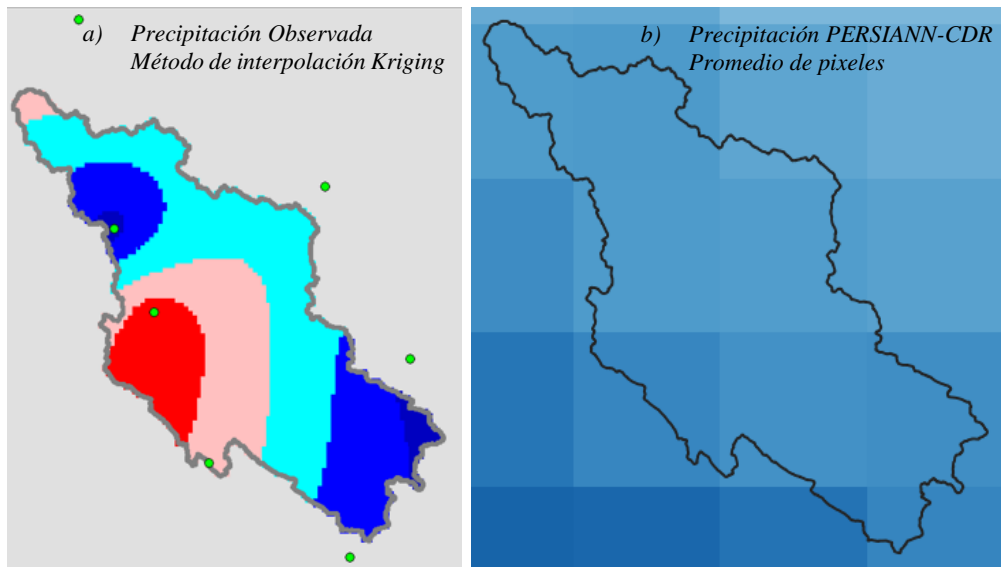 a) Precipitación Observada
Método de interpolación Kriging
b) Precipitación PERSIANN-CDR
Promedio de pixeles